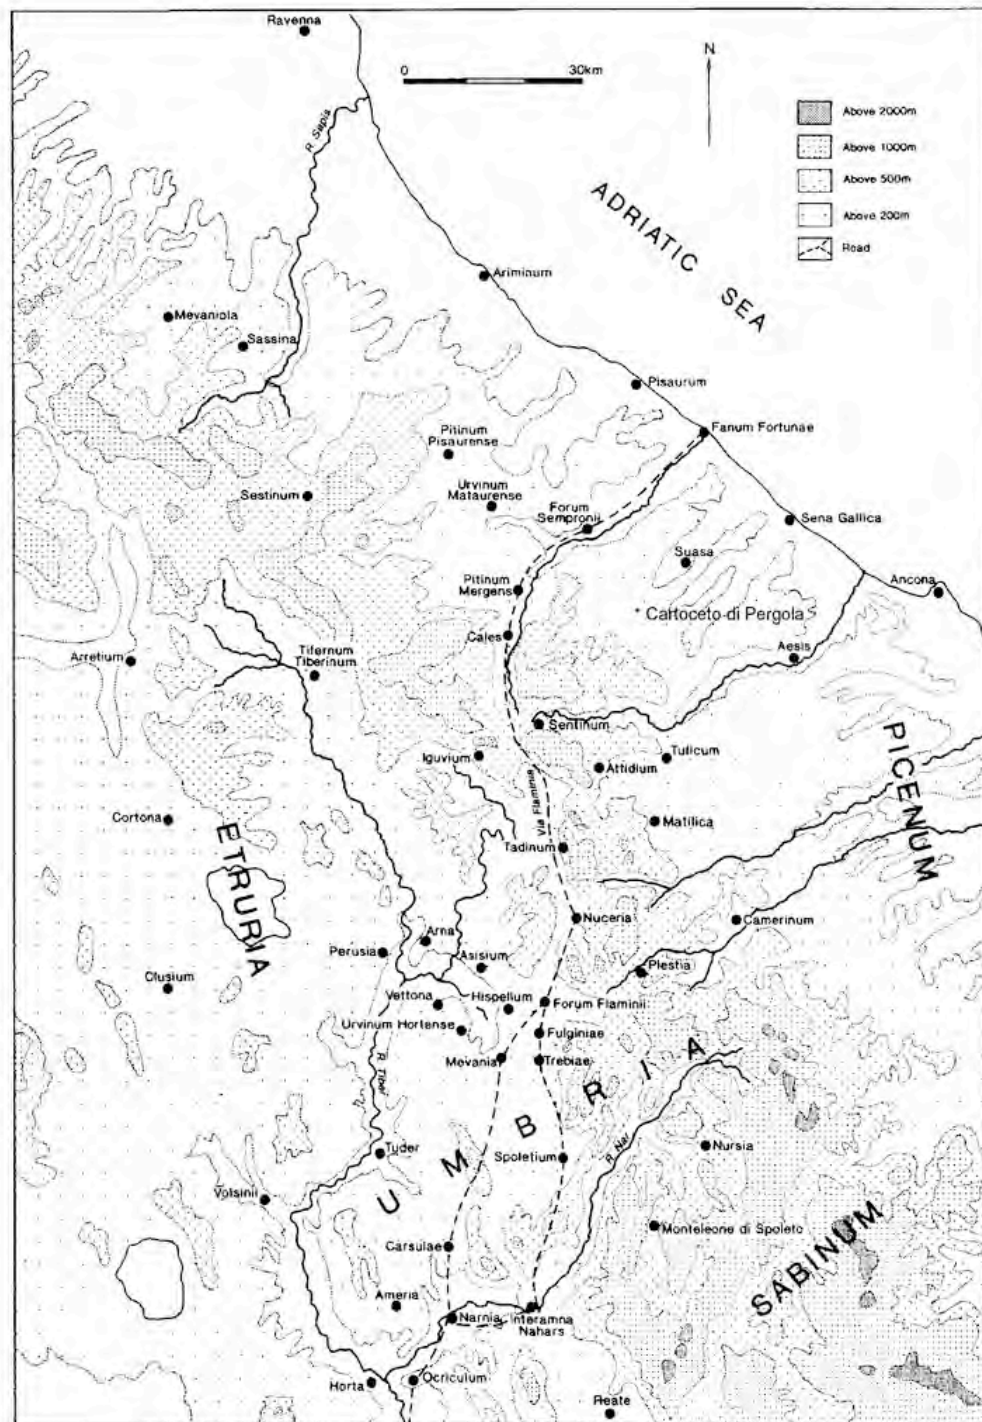 Ravenna
0 30km
N
Above 2000m
Above 1000m
Above 500m
Above 200m
Road
R Sapis
ADRIATIC SEA
Ariminum
Mevaniola
Sassina
Pisaurum
Fanum Fortunae
Pitinum
Pisaurense
Sestinum
Urvinum
Mataurense
Forum
Sempronii
Sena Gallica
Suasa
Ancona
Pitinum
Mergens
* Cartoceto di Pergola
Cales
Aesis
Arretium
Tifernum
Tiberinum
Sentinum
PICENUM
Iguvium
Attidium
Tuficum
Via Flaminia
Cortona
Matilica
Tadinum
ETRURIA
Nuceria
Camerinum
Arna
Perusia
Asisium
Plestia
Clusium
Vettona
Hispellum
Forum Flaminii
Urvinum Hortense
Fulginiae
Mevania
Trebiae
R Tiber
UMBRIA
R Nar
Nursia
Tuder
Spoletium
Volsinii
Monteleone di Spoleto
SABINUM
Carsulae
Ameria
Narnia
Interamna
Nahars
Horta
Ocriculum
Reate